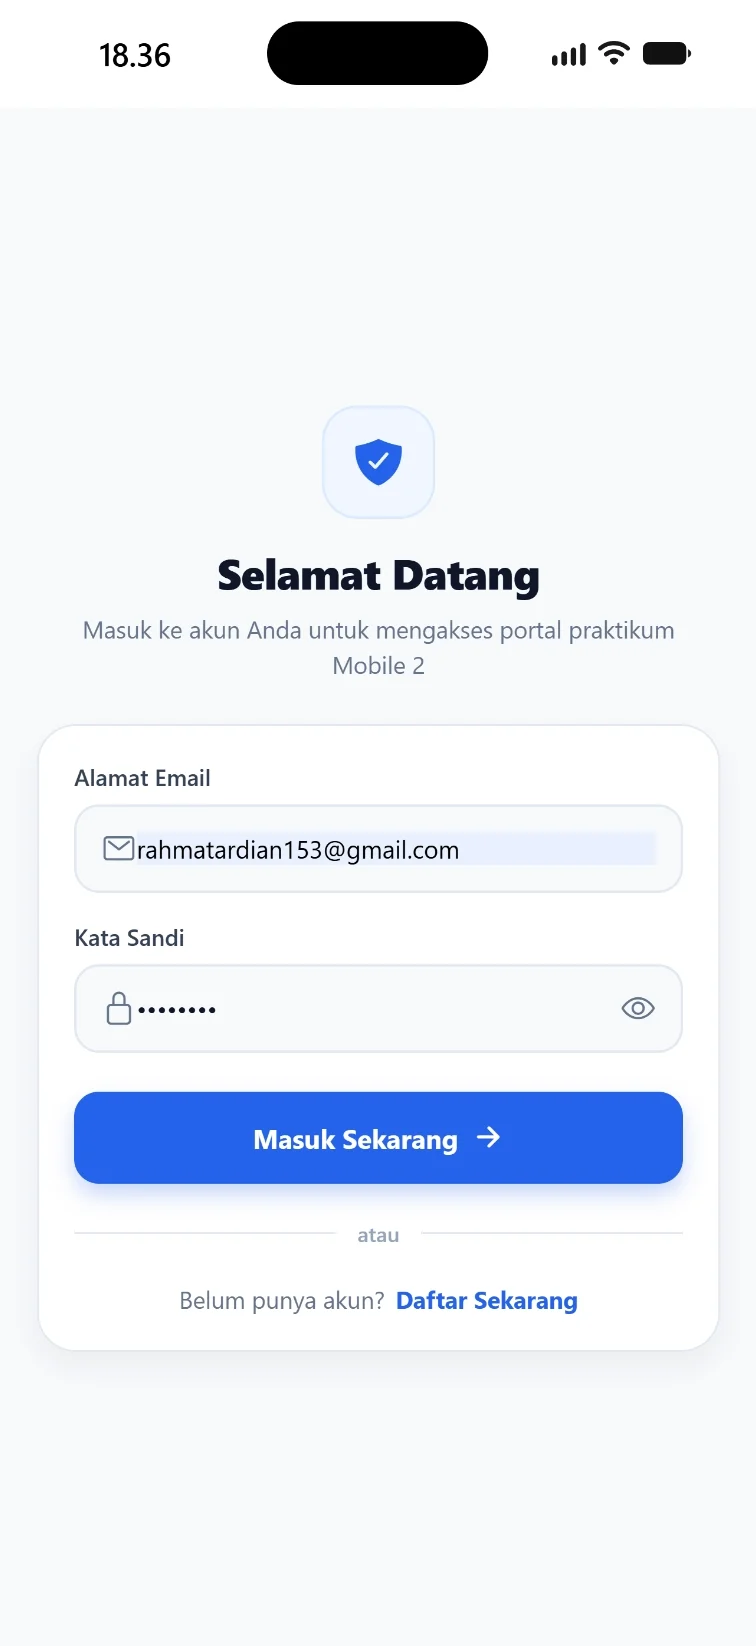 18.36
Selamat Datang
Masuk ke akun Anda untuk mengakses portal praktikum
Mobile 2
Alamat Email
rahmatardian153@gmail.com
Kata Sandi
••••••••
Masuk Sekarang →
atau
Belum punya akun? Daftar Sekarang